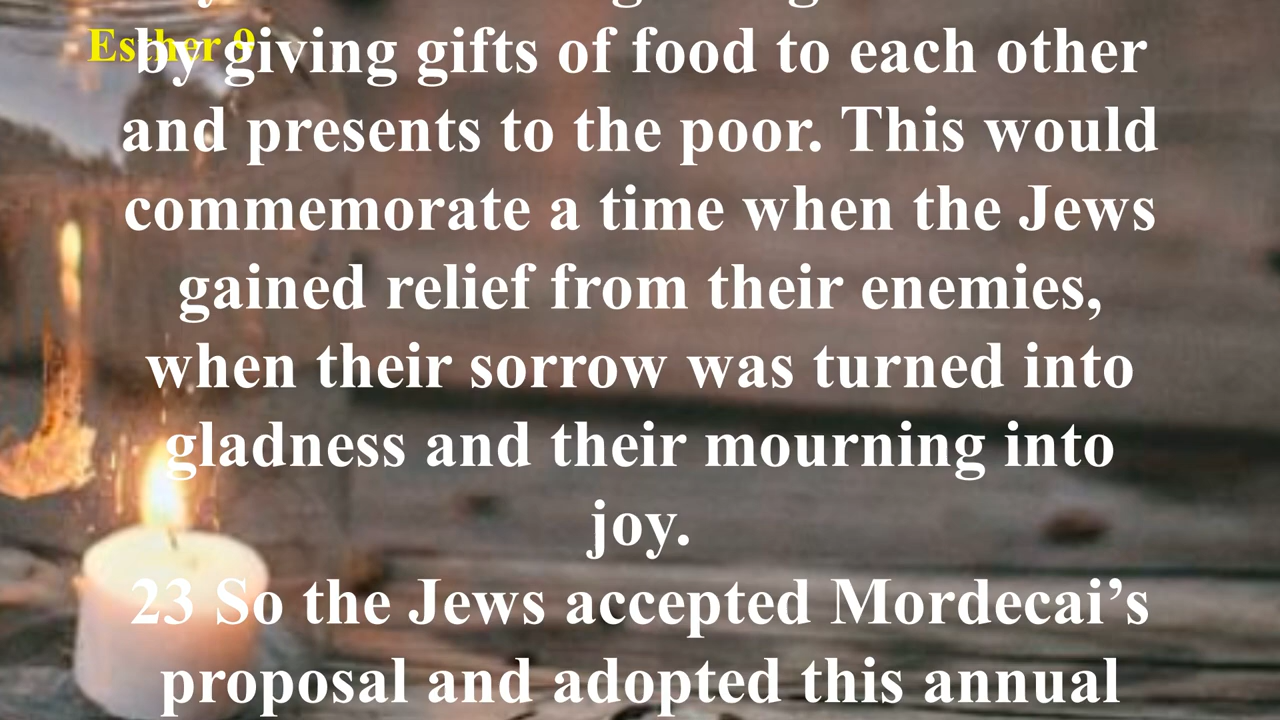 Esther 9
by giving gifts of food to each other
and presents to the poor. This would
commemorate a time when the Jews
gained relief from their enemies,
when their sorrow was turned into
gladness and their mourning into
joy.
23 So the Jews accepted Mordecai’s
proposal and adopted this annual